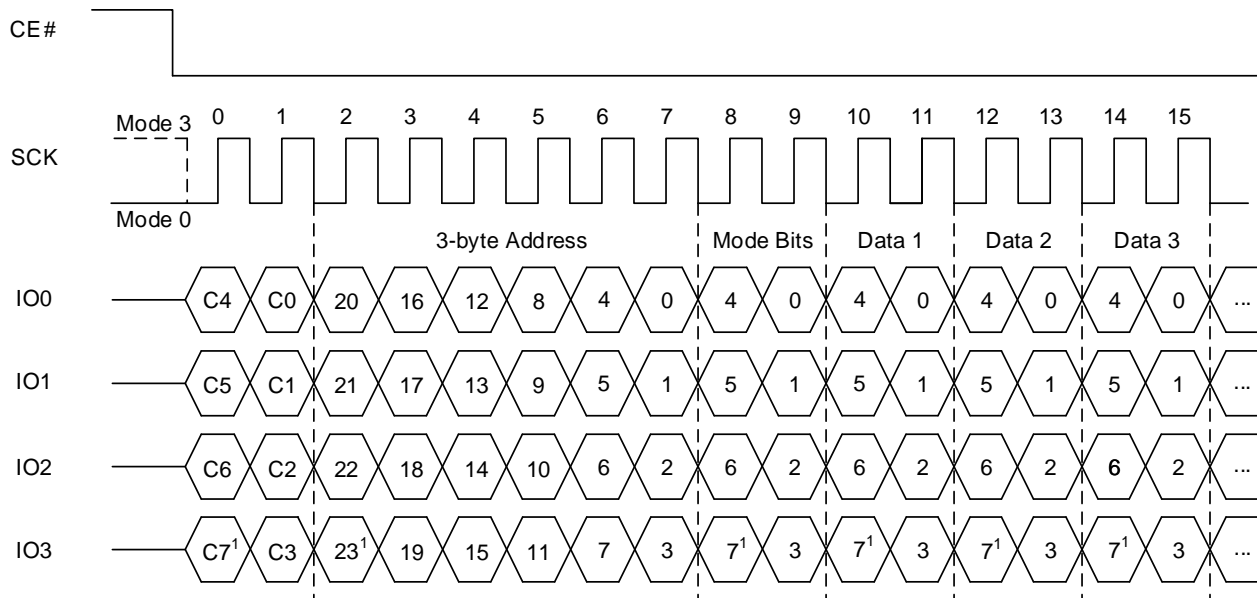 CE#
0 1 2 3 4 5 6 7 8 9 10 11 12 13 14 15
Mode 3
SCK
Mode 0
3-byte Address Mode Bits Data 1 Data 2 Data 3
IO0 C4 C0 20 16 12 8 4 0 4 0 4 0 4 0 4 0 ...
IO1 C5 C1 21 17 13 9 5 1 5 1 5 1 5 1 5 1 ...
IO2 C6 C2 22 18 14 10 6 2 6 2 6 2 6 2 6 2 ...
IO3 C7¹ C3 23¹ 19 15 11 7 3 7¹ 3 7¹ 3 7¹ 3 7¹ 3 ...